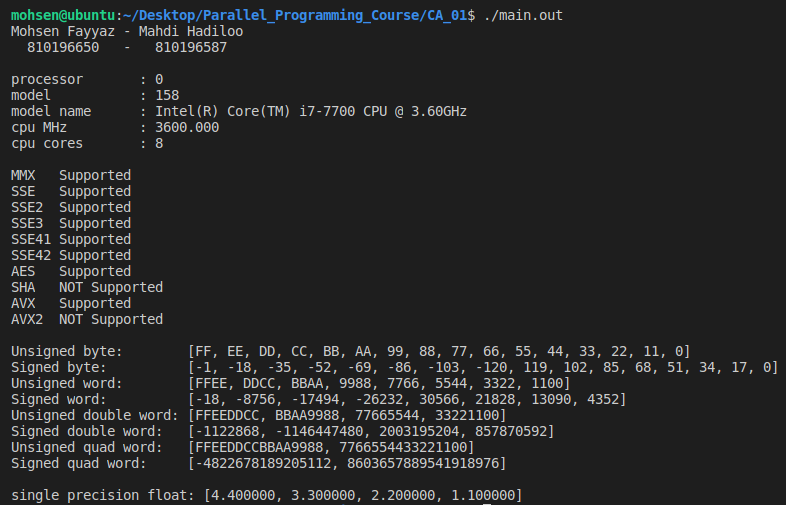 mohsen@ubuntu:~/Desktop/Parallel_Programming_Course/CA_01$ ./main.out
Mohsen Fayyaz - Mahdi Hadiloo
  810196650   -   810196587

processor       : 0
model           : 158
model name      : Intel(R) Core(TM) i7-7700 CPU @ 3.60GHz
cpu MHz         : 3600.000
cpu cores       : 8

MMX   Supported
SSE   Supported
SSE2  Supported
SSE3  Supported
SSE41 Supported
SSE42 Supported
AES   Supported
SHA   NOT Supported
AVX   Supported
AVX2  NOT Supported

Unsigned byte:        [FF, EE, DD, CC, BB, AA, 99, 88, 77, 66, 55, 44, 33, 22, 11, 0]
Signed byte:          [-1, -18, -35, -52, -69, -86, -103, -120, 119, 102, 85, 68, 51, 34, 17, 0]
Unsigned word:        [FFEE, DDCC, BBAA, 9988, 7766, 5544, 3322, 1100]
Signed word:          [-18, -8756, -17494, -26232, 30566, 21828, 13090, 4352]
Unsigned double word: [FFEEDDCC, BBAA9988, 77665544, 33221100]
Signed double word:   [-1122868, -1146447480, 2003195204, 857870592]
Unsigned quad word:   [FFEEDDCCBBAA9988, 7766554433221100]
Signed quad word:     [-4822678189205112, 8603657889541918976]

single precision float: [4.400000, 3.300000, 2.200000, 1.100000]